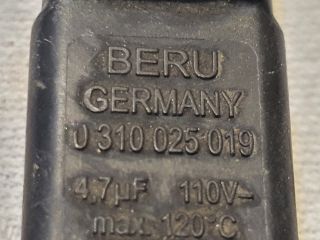 BERU
GERMANY
0 310 025 019
4,7µF 110V~
max. 120°C